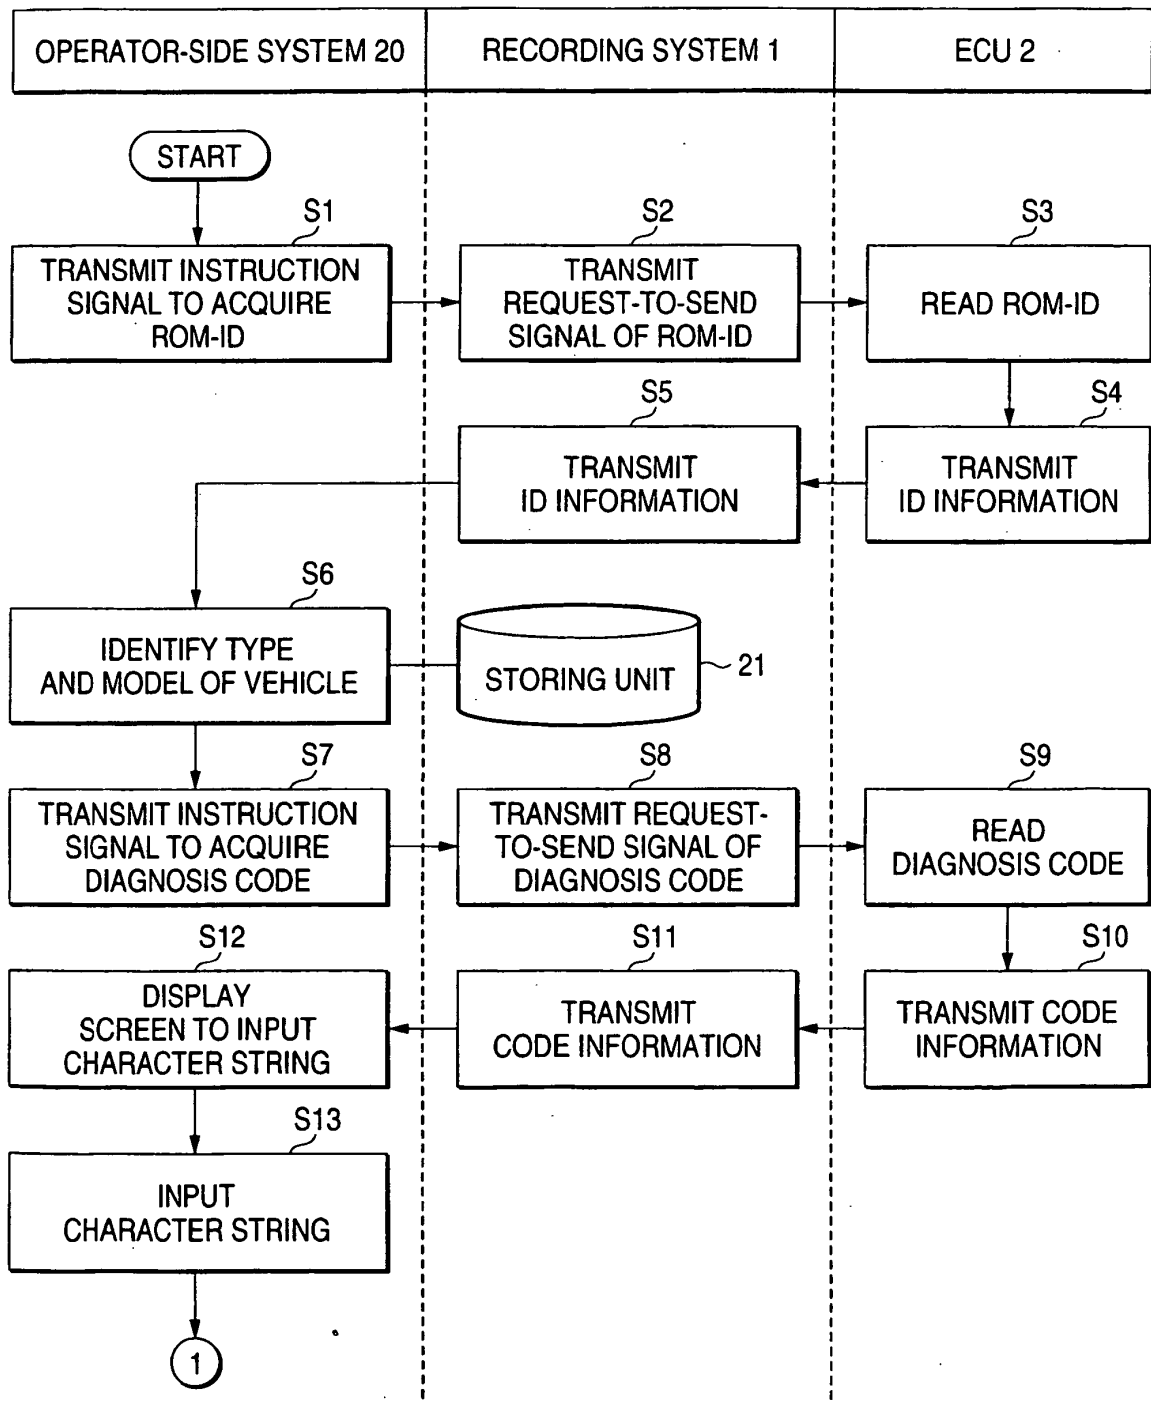 OPERATOR-SIDE SYSTEM 20
RECORDING SYSTEM 1
ECU 2
START
S1
TRANSMIT INSTRUCTION
SIGNAL TO ACQUIRE
ROM-ID
S2
TRANSMIT
REQUEST-TO-SEND
SIGNAL OF ROM-ID
S3
READ ROM-ID
S4
TRANSMIT
ID INFORMATION
S5
TRANSMIT
ID INFORMATION
S6
IDENTIFY TYPE
AND MODEL OF VEHICLE
STORING UNIT
21
S7
TRANSMIT INSTRUCTION
SIGNAL TO ACQUIRE
DIAGNOSIS CODE
S8
TRANSMIT REQUEST-
TO-SEND SIGNAL OF
DIAGNOSIS CODE
S9
READ
DIAGNOSIS CODE
S10
TRANSMIT CODE
INFORMATION
S11
TRANSMIT
CODE INFORMATION
S12
DISPLAY
SCREEN TO INPUT
CHARACTER STRING
S13
INPUT
CHARACTER STRING
1